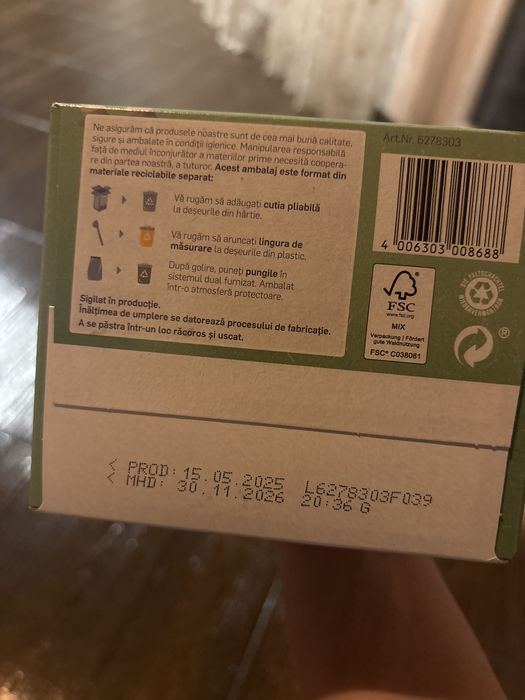 Ne asigurăm că produsele noastre sunt de cea mai bună calitate,
sigure și ambalate în condiții igienice. Manipularea responsabilă
față de mediul înconjurător a materiilor prime necesită coopera-
re din partea noastră, a tuturor. Acest ambalaj este format din
materiale reciclabile separat:
Vă rugăm să adăugați cutia pliabilă
la deșeurile din hârtie.
Vă rugăm să aruncați lingura de
măsurare la deșeurile din plastic.
După golire, puneți pungile în
sistemul dual furnizat. Ambalat
într-o atmosferă protectoare.
Sigilat în producție.
Înălțimea de umplere se datorează procesului de fabricație.
A se păstra într-un loc răcoros și uscat.
Art.Nr. 6278303
4 006303 008688
FSC
www.fsc.org
MIX
Verpackung | Fördert
gute Waldnutzung
FSC® C038081
®
< PROD: 15.05.2025 L6278303F039
< MHD: 30.11.2026 20:36 G